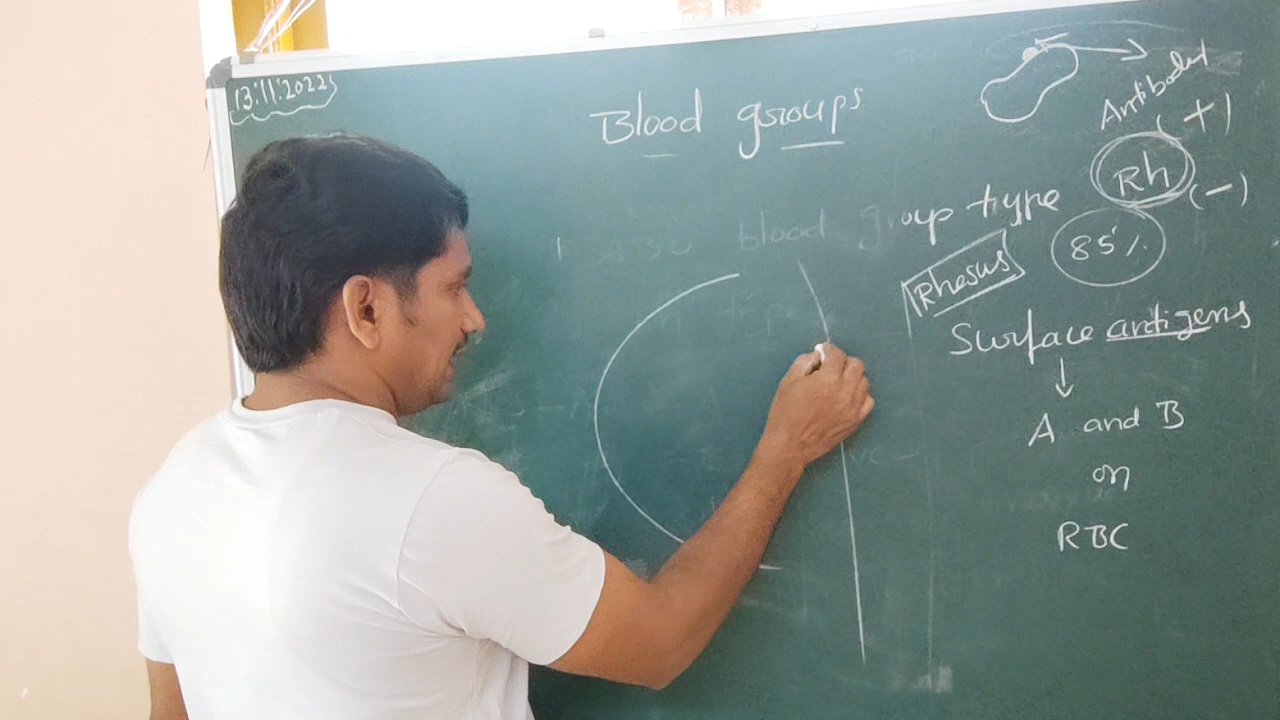 13:11:2022
Blood groups
Antibodies
(+)
Rh
(-)
blood group type
85%
Rhesus
Surface antigens
↓
A and B
on
RBC